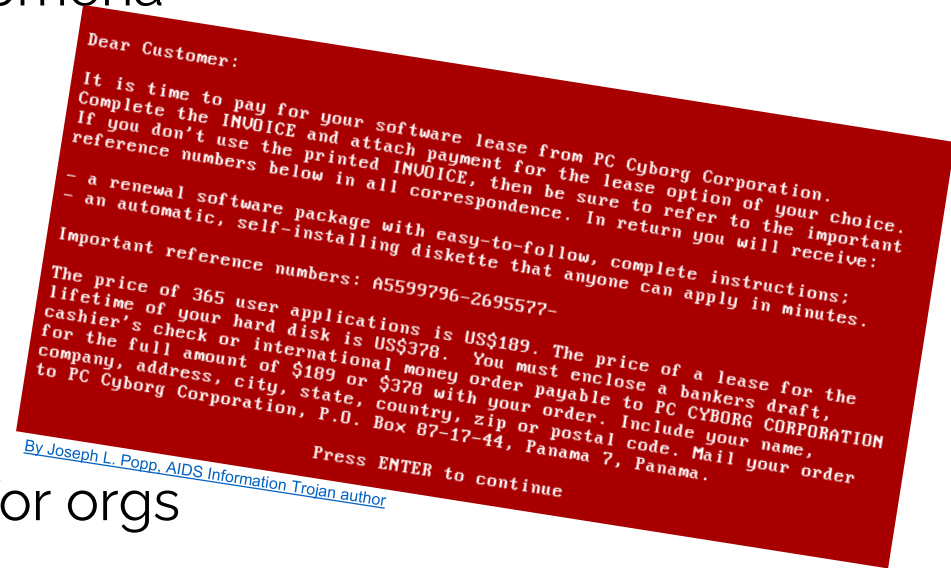 Dear Customer:
It is time to pay for your software lease from PC Cyborg Corporation.
Complete the INVOICE and attach payment for the lease option of your choice.
If you don't use the printed INVOICE, then be sure to refer to the important
reference numbers below in all correspondence. In return you will receive:
- a renewal software package with easy-to-follow, complete instructions;
- an automatic, self-installing diskette that anyone can apply in minutes.
Important reference numbers: A5599796-2695577-
The price of 365 user applications is US$189. The price of a lease for the
lifetime of your hard disk is US$378. You must enclose a bankers draft,
cashier's check or international money order payable to PC CYBORG CORPORATION
for the full amount of $189 or $378 with your order. Include your name,
company, address, city, state, country, zip or postal code. Mail your order
to PC Cyborg Corporation, P.O. Box 87-17-44, Panama 7, Panama.
Press ENTER to continue
By Joseph L. Popp, AIDS Information Trojan author
or orgs